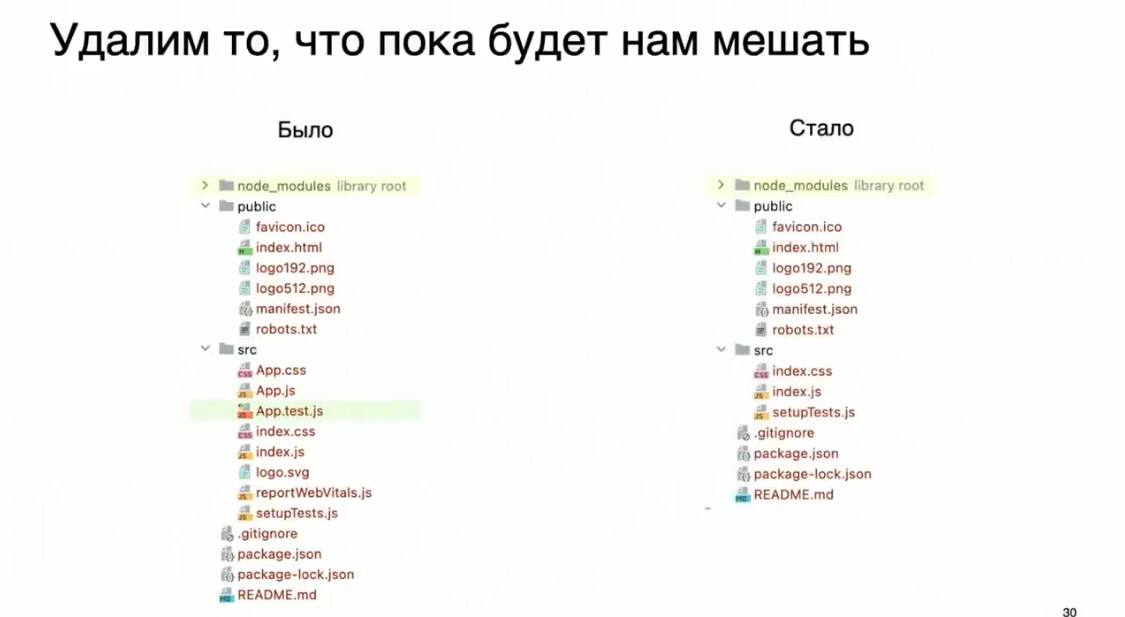 Удалим то, что пока будет нам мешать
Было
node_modules library root
public
favicon.ico
index.html
logo192.png
logo512.png
manifest.json
robots.txt
src
App.css
App.js
App.test.js
index.css
index.js
logo.svg
reportWebVitals.js
setupTests.js
.gitignore
package.json
package-lock.json
README.md
Стало
node_modules library root
public
favicon.ico
index.html
logo192.png
logo512.png
manifest.json
robots.txt
src
index.css
index.js
setupTests.js
.gitignore
package.json
package-lock.json
README.md
30